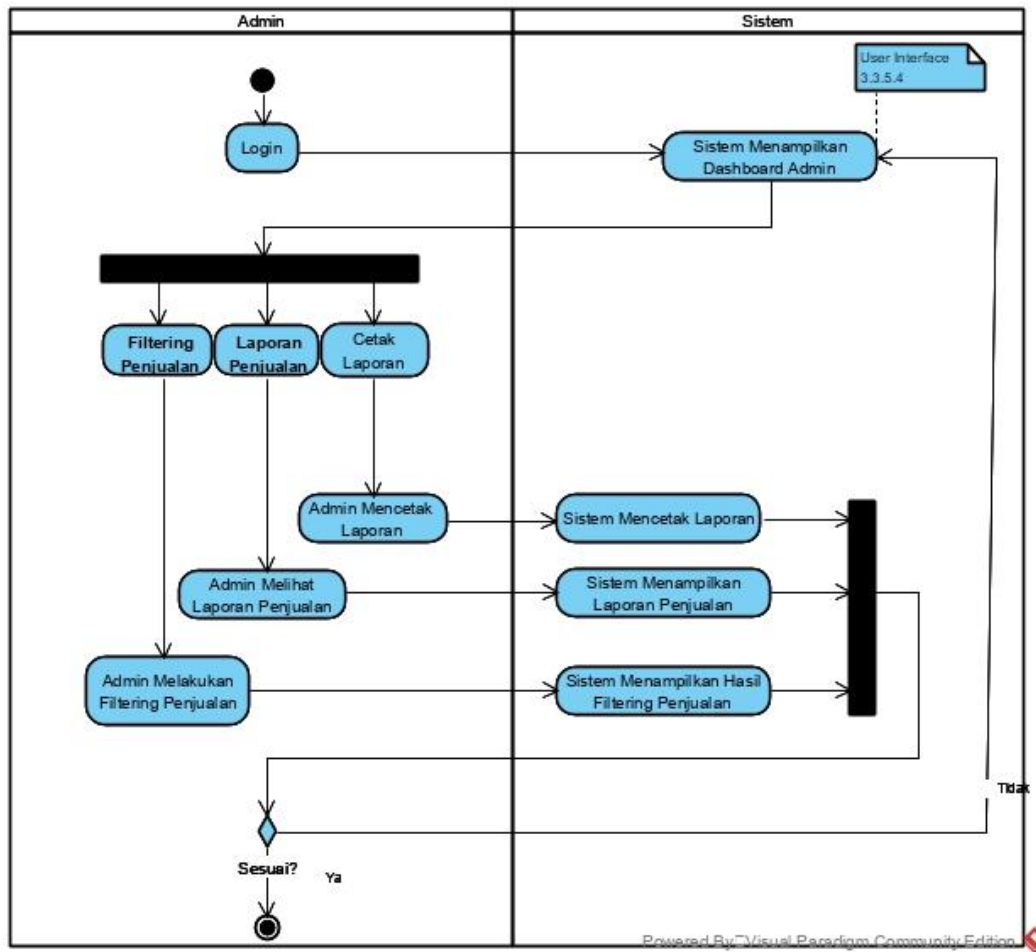 Admin
Sistem
User Interface
3.3.5.4
Login
Sistem Menampilkan
Dashboard Admin
Filtering
Penjualan
Laporan
Penjualan
Cetak
Laporan
Admin Mencetak
Laporan
Sistem Mencetak Laporan
Admin Melihat
Laporan Penjualan
Sistem Menampilkan
Laporan Penjualan
Admin Melakukan
Filtering Penjualan
Sistem Menampilkan Hasil
Filtering Penjualan
Tidak
Sesuai?
Ya
Powered By Visual Paradigm Community Edition